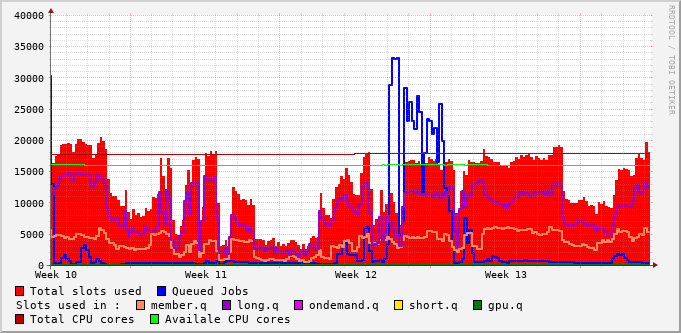 40000
35000
30000
25000
20000
15000
10000
5000
0
Week 10 Week 11 Week 12 Week 13
RRDTOOL / TOBI OETIKER
Total slots used Queued Jobs
Slots used in : member.q long.q ondemand.q short.q gpu.q
Total CPU cores Availale CPU cores